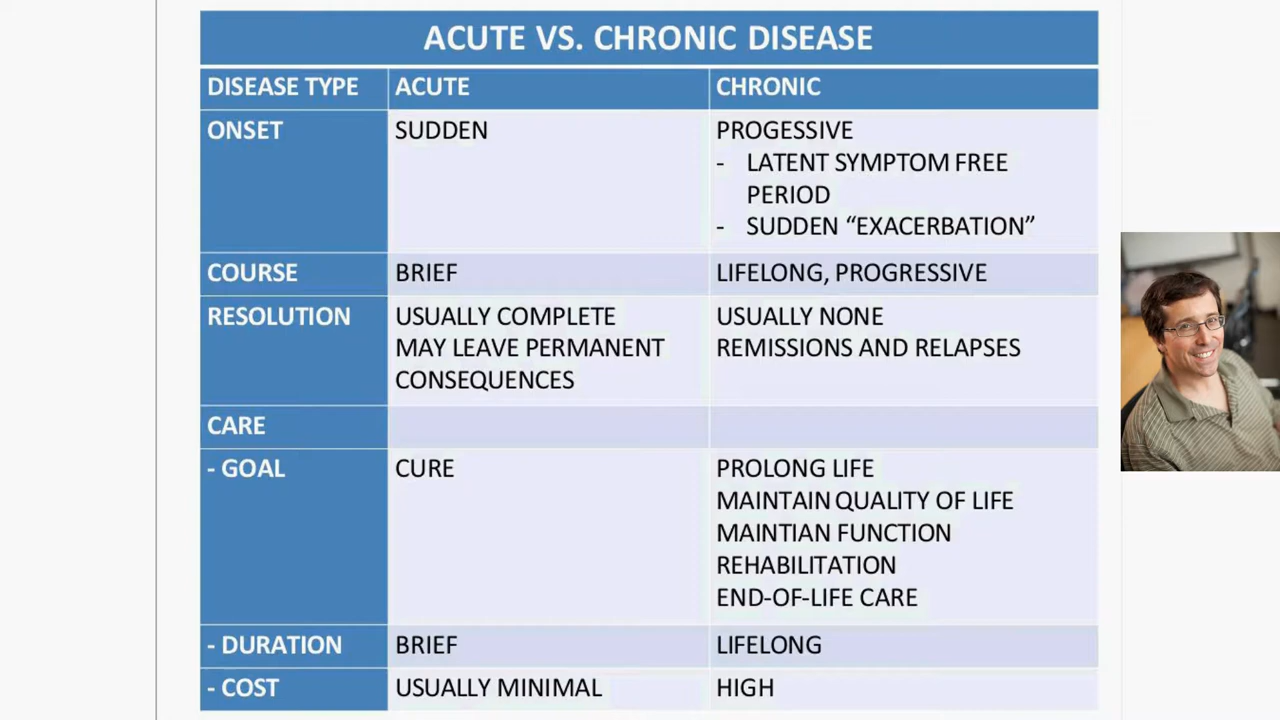 ACUTE VS. CHRONIC DISEASE
DISEASE TYPE ACUTE CHRONIC
ONSET SUDDEN PROGESSIVE
- LATENT SYMPTOM FREE
PERIOD
- SUDDEN “EXACERBATION”
COURSE BRIEF LIFELONG, PROGRESSIVE
RESOLUTION USUALLY COMPLETE USUALLY NONE
MAY LEAVE PERMANENT REMISSIONS AND RELAPSES
CONSEQUENCES
CARE
- GOAL CURE PROLONG LIFE
MAINTAIN QUALITY OF LIFE
MAINTIAN FUNCTION
REHABILITATION
END-OF-LIFE CARE
- DURATION BRIEF LIFELONG
- COST USUALLY MINIMAL HIGH